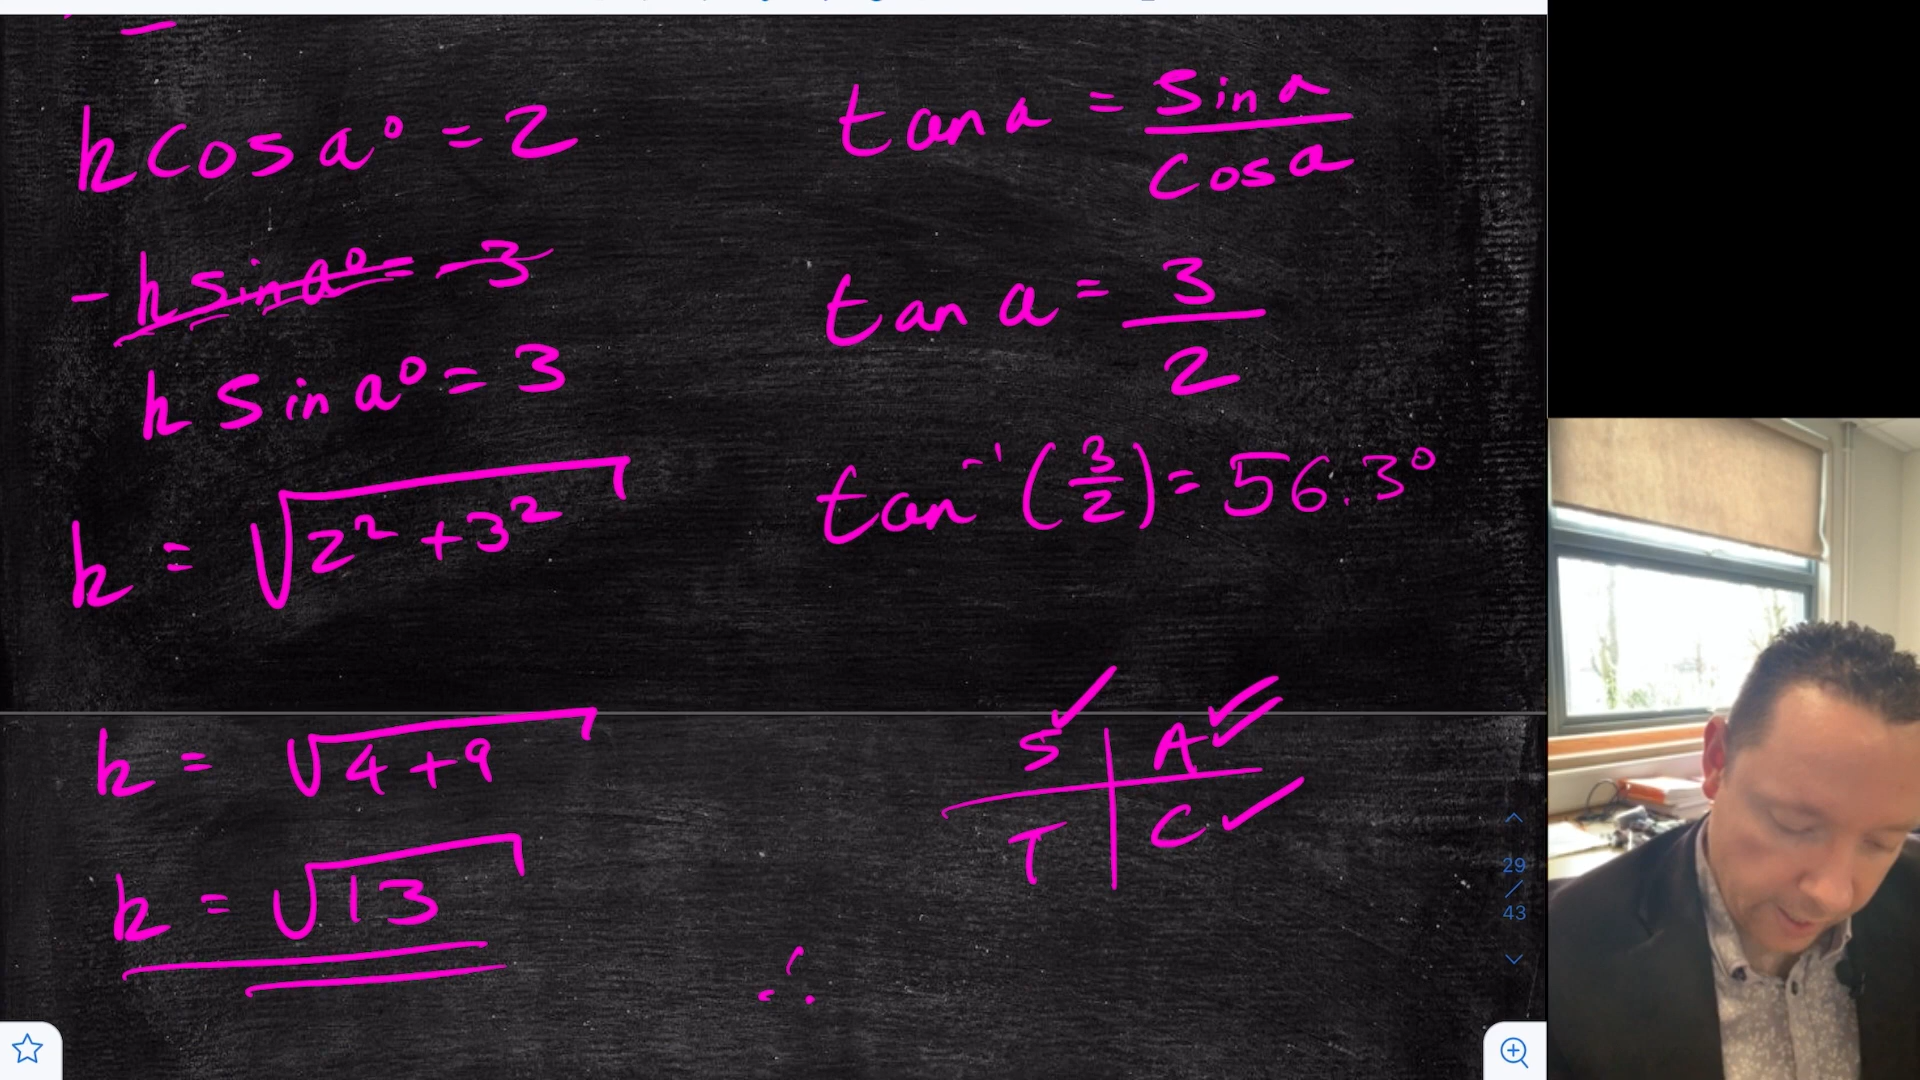 k cos a° = 2
- k sin a° = -3
k sin a° = 3
k = √2² + 3²
k = √4 + 9
k = √13
tan a = sin a / cos a
tan a = 3 / 2
tan⁻¹ (3/2) = 56.3°
S ✓ A ✓✓
T C ✓
∴
29
/
43